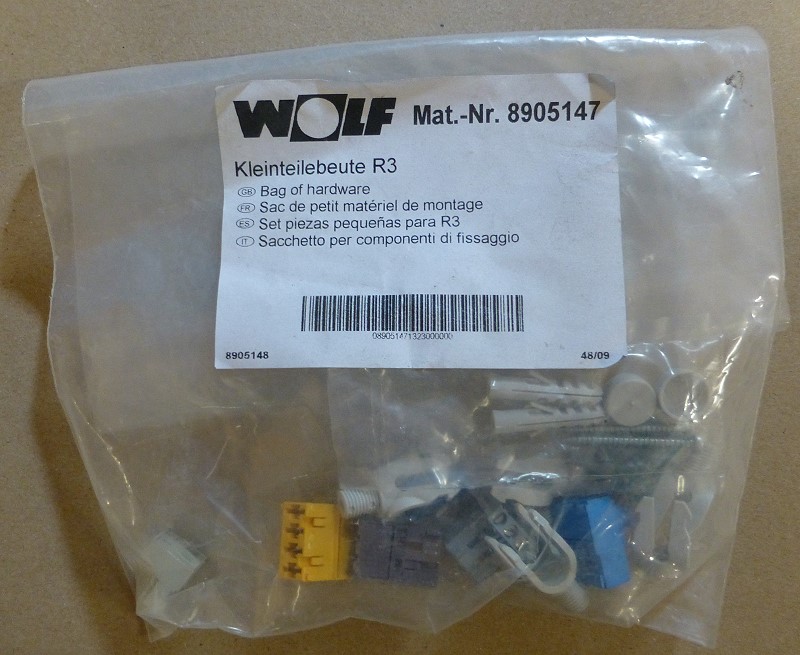 WOLF Mat.-Nr. 8905147
Kleinteilebeute R3
GB Bag of hardware
FR Sac de petit matériel de montage
ES Set piezas pequeñas para R3
IT Sacchetto per componenti di fissaggio
089051471323000000
8905148 48/09